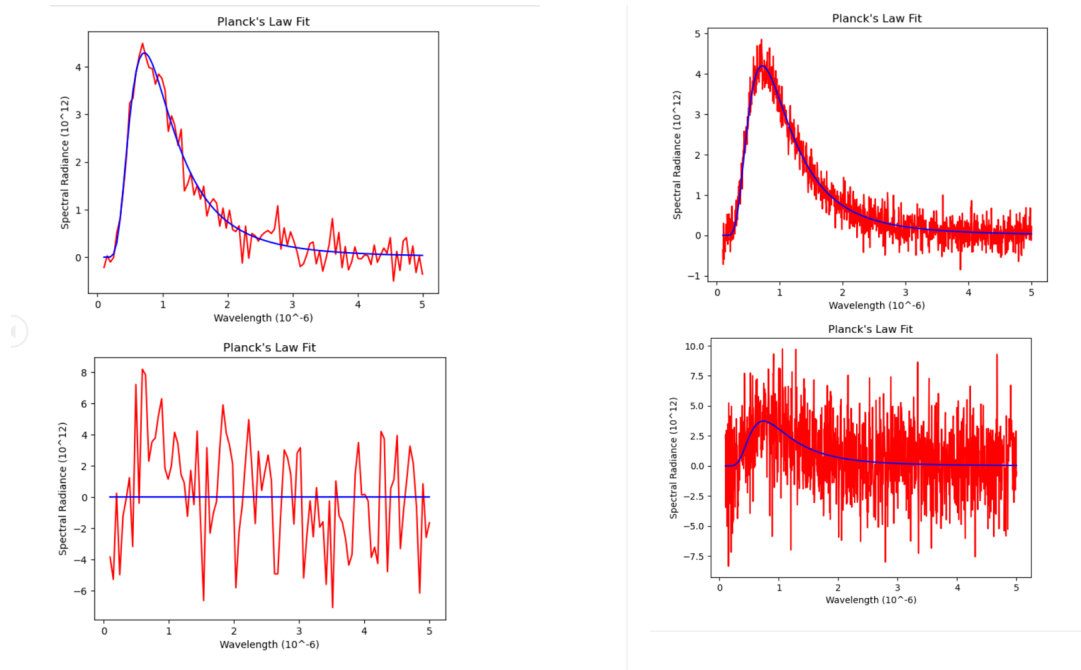 Planck's Law Fit
Spectral Radiance (10^12)
4
3
2
1
0
0 1 2 3 4 5
Wavelength (10^-6)
Planck's Law Fit
Spectral Radiance (10^12)
8
6
4
2
0
−2
−4
−6
0 1 2 3 4 5
Wavelength (10^-6)
Planck's Law Fit
Spectral Radiance (10^12)
5
4
3
2
1
0
−1
0 1 2 3 4 5
Wavelength (10^-6)
Planck's Law Fit
Spectral Radiance (10^12)
10.0
7.5
5.0
2.5
0.0
−2.5
−5.0
−7.5
0 1 2 3 4 5
Wavelength (10^-6)